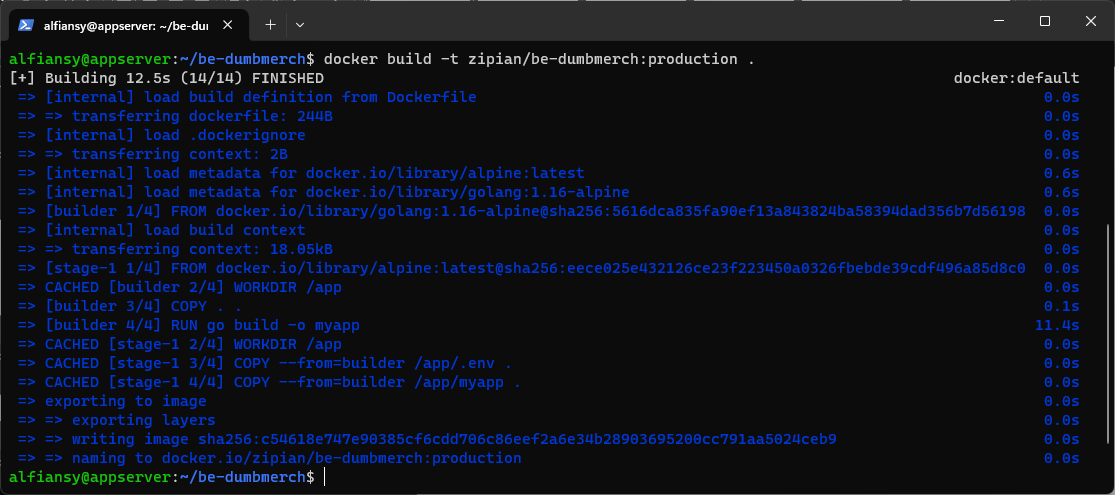 alfiansy@appserver: ~/be-dumb
alfiansy@appserver:~/be-dumbmerch$ docker build -t zipian/be-dumbmerch:production .
[+] Building 12.5s (14/14) FINISHED docker:default
=> [internal] load build definition from Dockerfile 0.0s
=> => transferring dockerfile: 244B 0.0s
=> [internal] load .dockerignore 0.0s
=> => transferring context: 2B 0.0s
=> [internal] load metadata for docker.io/library/alpine:latest 0.6s
=> [internal] load metadata for docker.io/library/golang:1.16-alpine 0.6s
=> [builder 1/4] FROM docker.io/library/golang:1.16-alpine@sha256:5616dca835fa90ef13a843824ba58394dad356b7d56198 0.0s
=> [internal] load build context 0.0s
=> => transferring context: 18.05kB 0.0s
=> [stage-1 1/4] FROM docker.io/library/alpine:latest@sha256:eece025e432126ce23f223450a0326fbebde39cdf496a85d8c0 0.0s
=> CACHED [builder 2/4] WORKDIR /app 0.0s
=> [builder 3/4] COPY . . 0.1s
=> [builder 4/4] RUN go build -o myapp 11.4s
=> CACHED [stage-1 2/4] WORKDIR /app 0.0s
=> CACHED [stage-1 3/4] COPY --from=builder /app/.env . 0.0s
=> CACHED [stage-1 4/4] COPY --from=builder /app/myapp . 0.0s
=> exporting to image 0.0s
=> => exporting layers 0.0s
=> => writing image sha256:c54618e747e90385cf6cdd706c86eef2a6e34b28903695200cc791aa5024ceb9 0.0s
=> => naming to docker.io/zipian/be-dumbmerch:production 0.0s
alfiansy@appserver:~/be-dumbmerch$